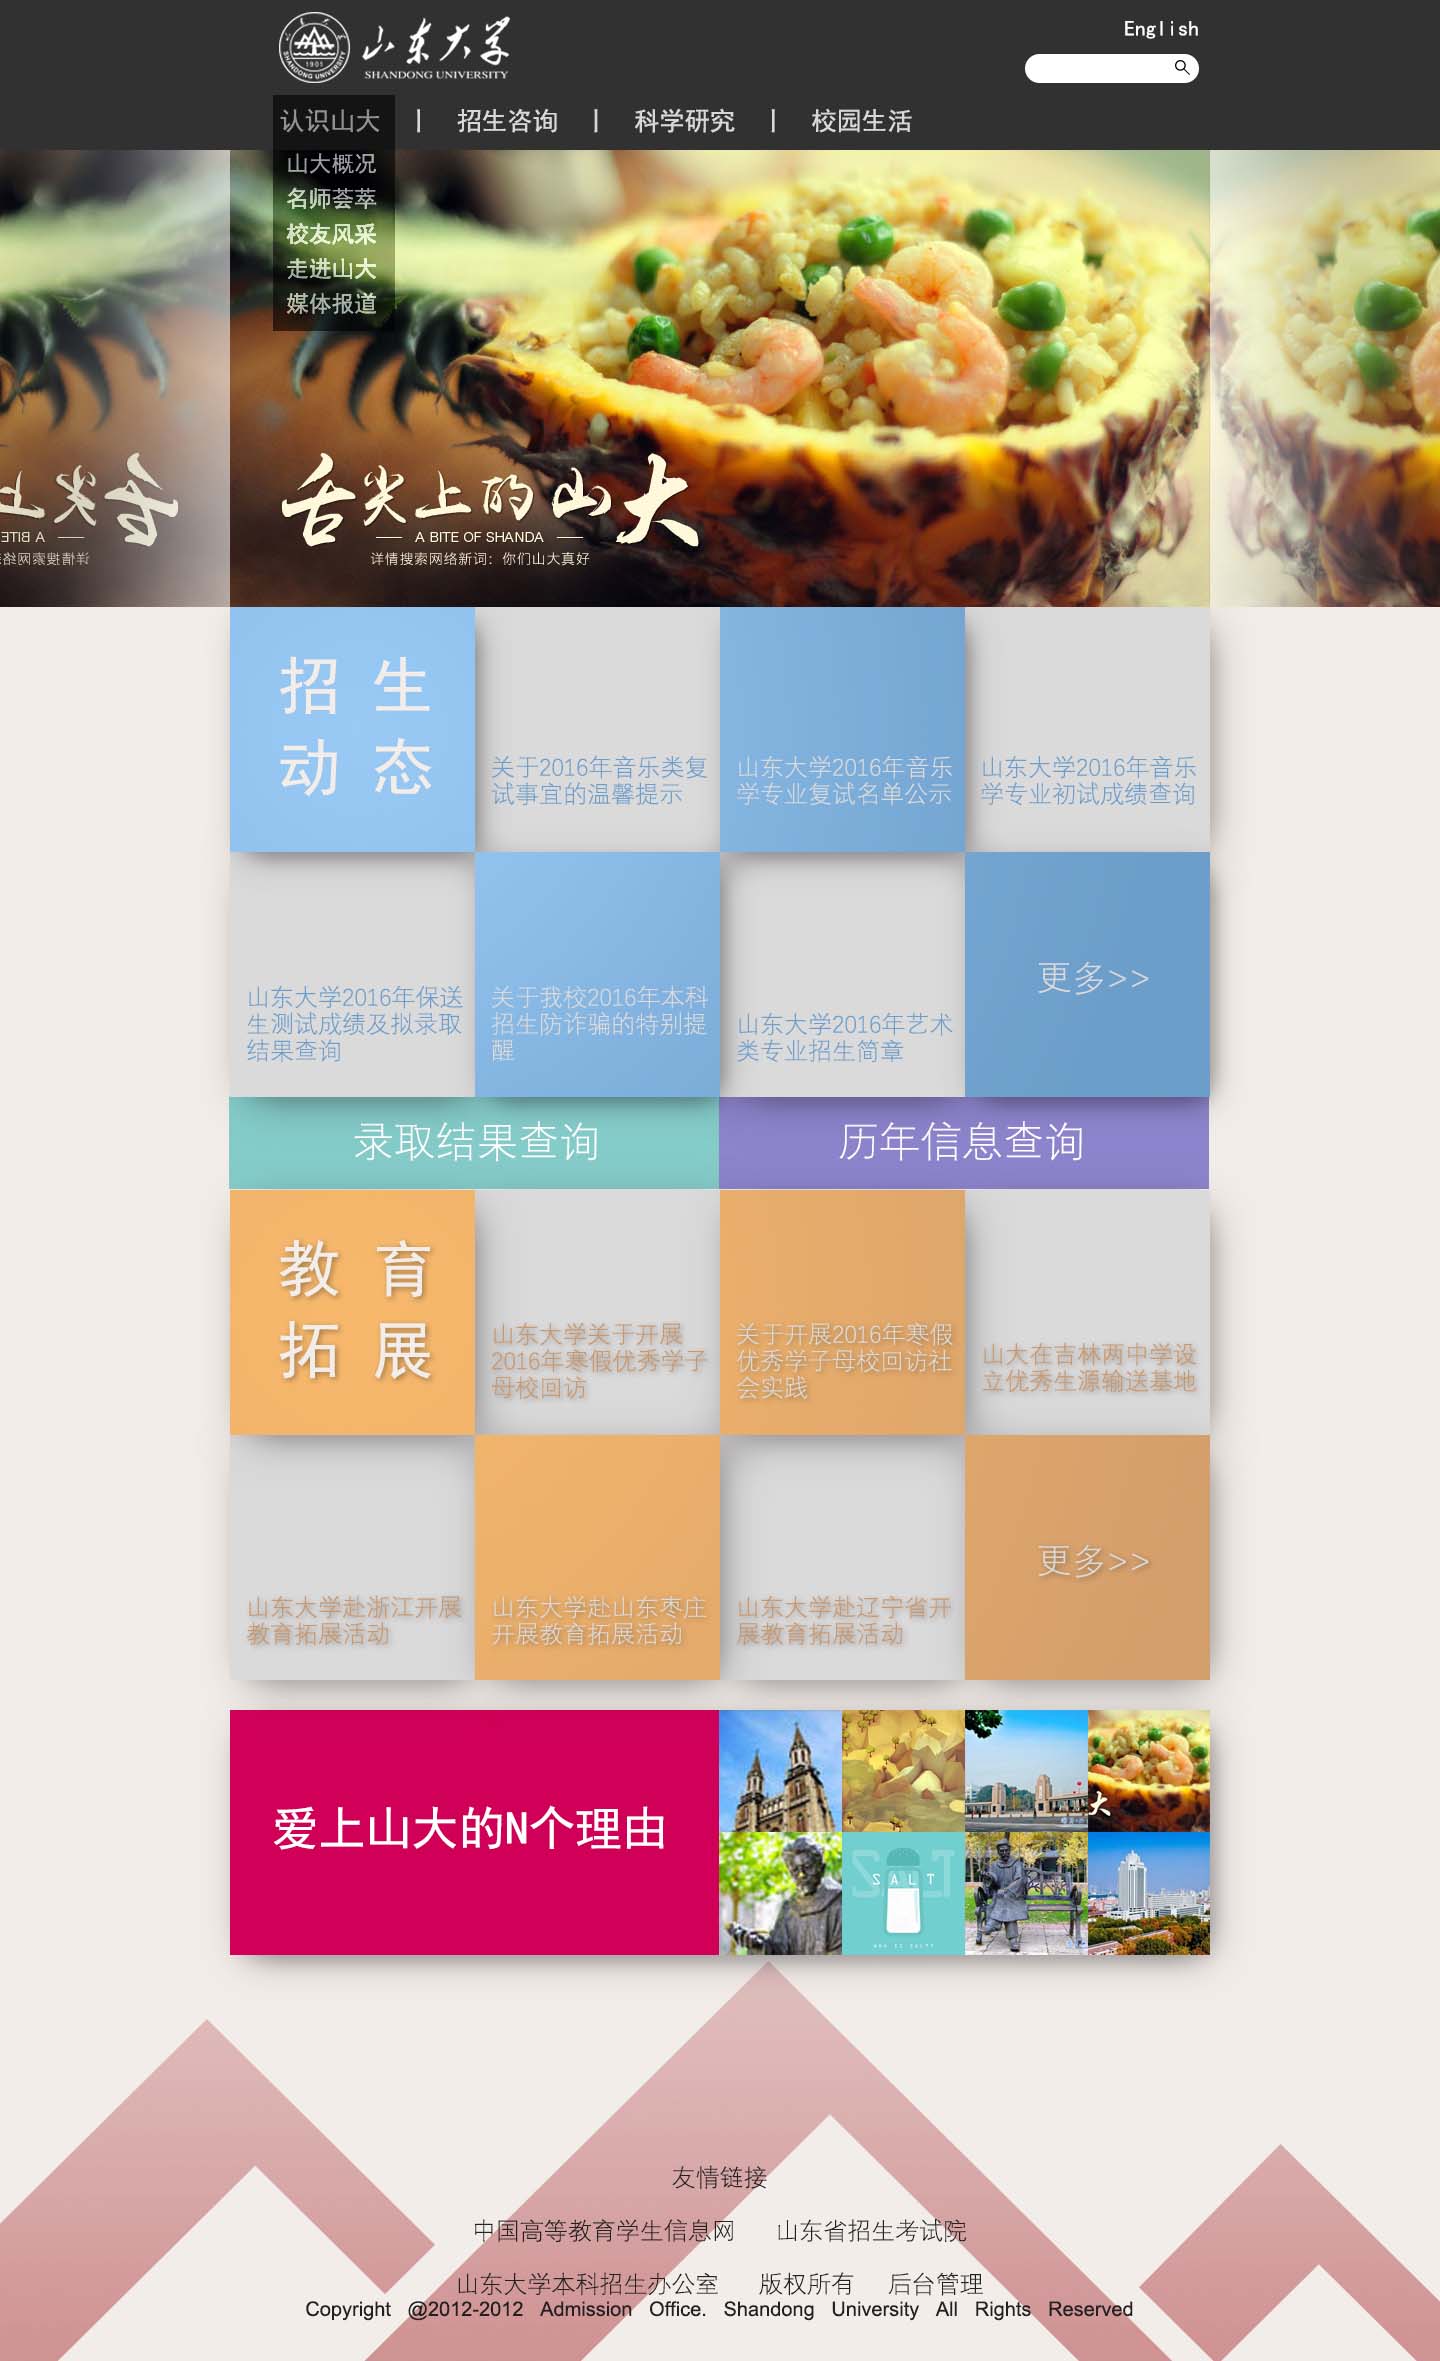 山东大学
SHANDONG UNIVERSITY
SHANDONG UNIVERSITY
1901
English
认识山大 | 招生咨询 | 科学研究 | 校园生活
山大概况
名师荟萃
校友风采
走进山大
媒体报道
舌尖上的山大
A BITE OF SHANDA
详情搜索网络新词：你们山大真好
招 生
动 态
关于2016年音乐类复
试事宜的温馨提示
山东大学2016年音乐
学专业复试名单公示
山东大学2016年音乐
学专业初试成绩查询
山东大学2016年保送
生测试成绩及拟录取
结果查询
关于我校2016年本科
招生防诈骗的特别提
醒
山东大学2016年艺术
类专业招生简章
更多>>
录取结果查询
历年信息查询
教 育
拓 展
山东大学关于开展
2016年寒假优秀学子
母校回访
关于开展2016年寒假
优秀学子母校回访社
会实践
山大在吉林两中学设
立优秀生源输送基地
山东大学赴浙江开展
教育拓展活动
山东大学赴山东枣庄
开展教育拓展活动
山东大学赴辽宁省开
展教育拓展活动
更多>>
爱上山大的N个理由
大
SALT
SALT
友情链接
中国高等教育学生信息网 山东省招生考试院
山东大学本科招生办公室 版权所有 后台管理
Copyright @2012-2012 Admission Office. Shandong University All Rights Reserved